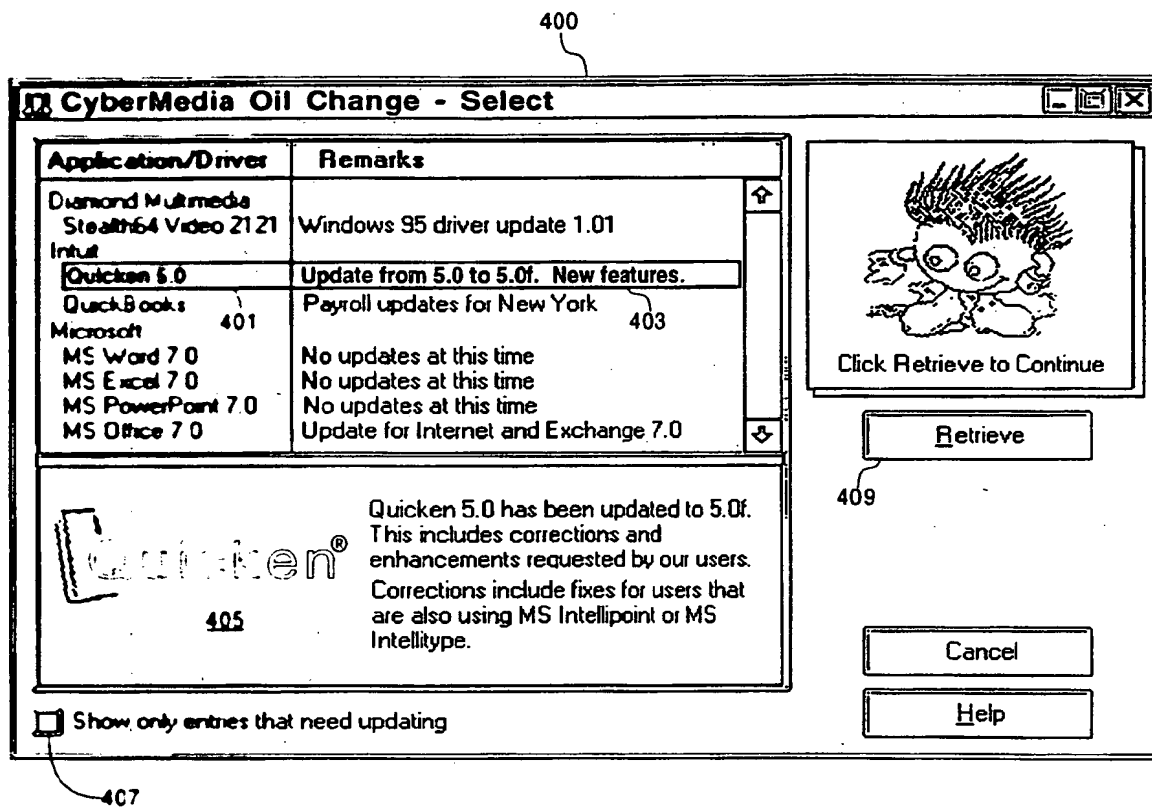 400
CyberMedia Oil Change - Select
Application/Driver Remarks
Diamond Multimedia
Stealth64 Video 2121 Windows 95 driver update 1.01
Intuit
Quicken 5.0 Update from 5.0 to 5.0f. New features.
QuickBooks Payroll updates for New York
401 403
Microsoft
MS Word 7.0 No updates at this time
MS Excel 7.0 No updates at this time
MS PowerPoint 7.0 No updates at this time
MS Office 7.0 Update for Internet and Exchange 7.0
Click Retrieve to Continue
Retrieve
409
Quicken®
405
Quicken 5.0 has been updated to 5.0f.
This includes corrections and
enhancements requested by our users.
Corrections include fixes for users that
are also using MS Intellipoint or MS
Intellitype.
Cancel
Help
Show only entries that need updating
407